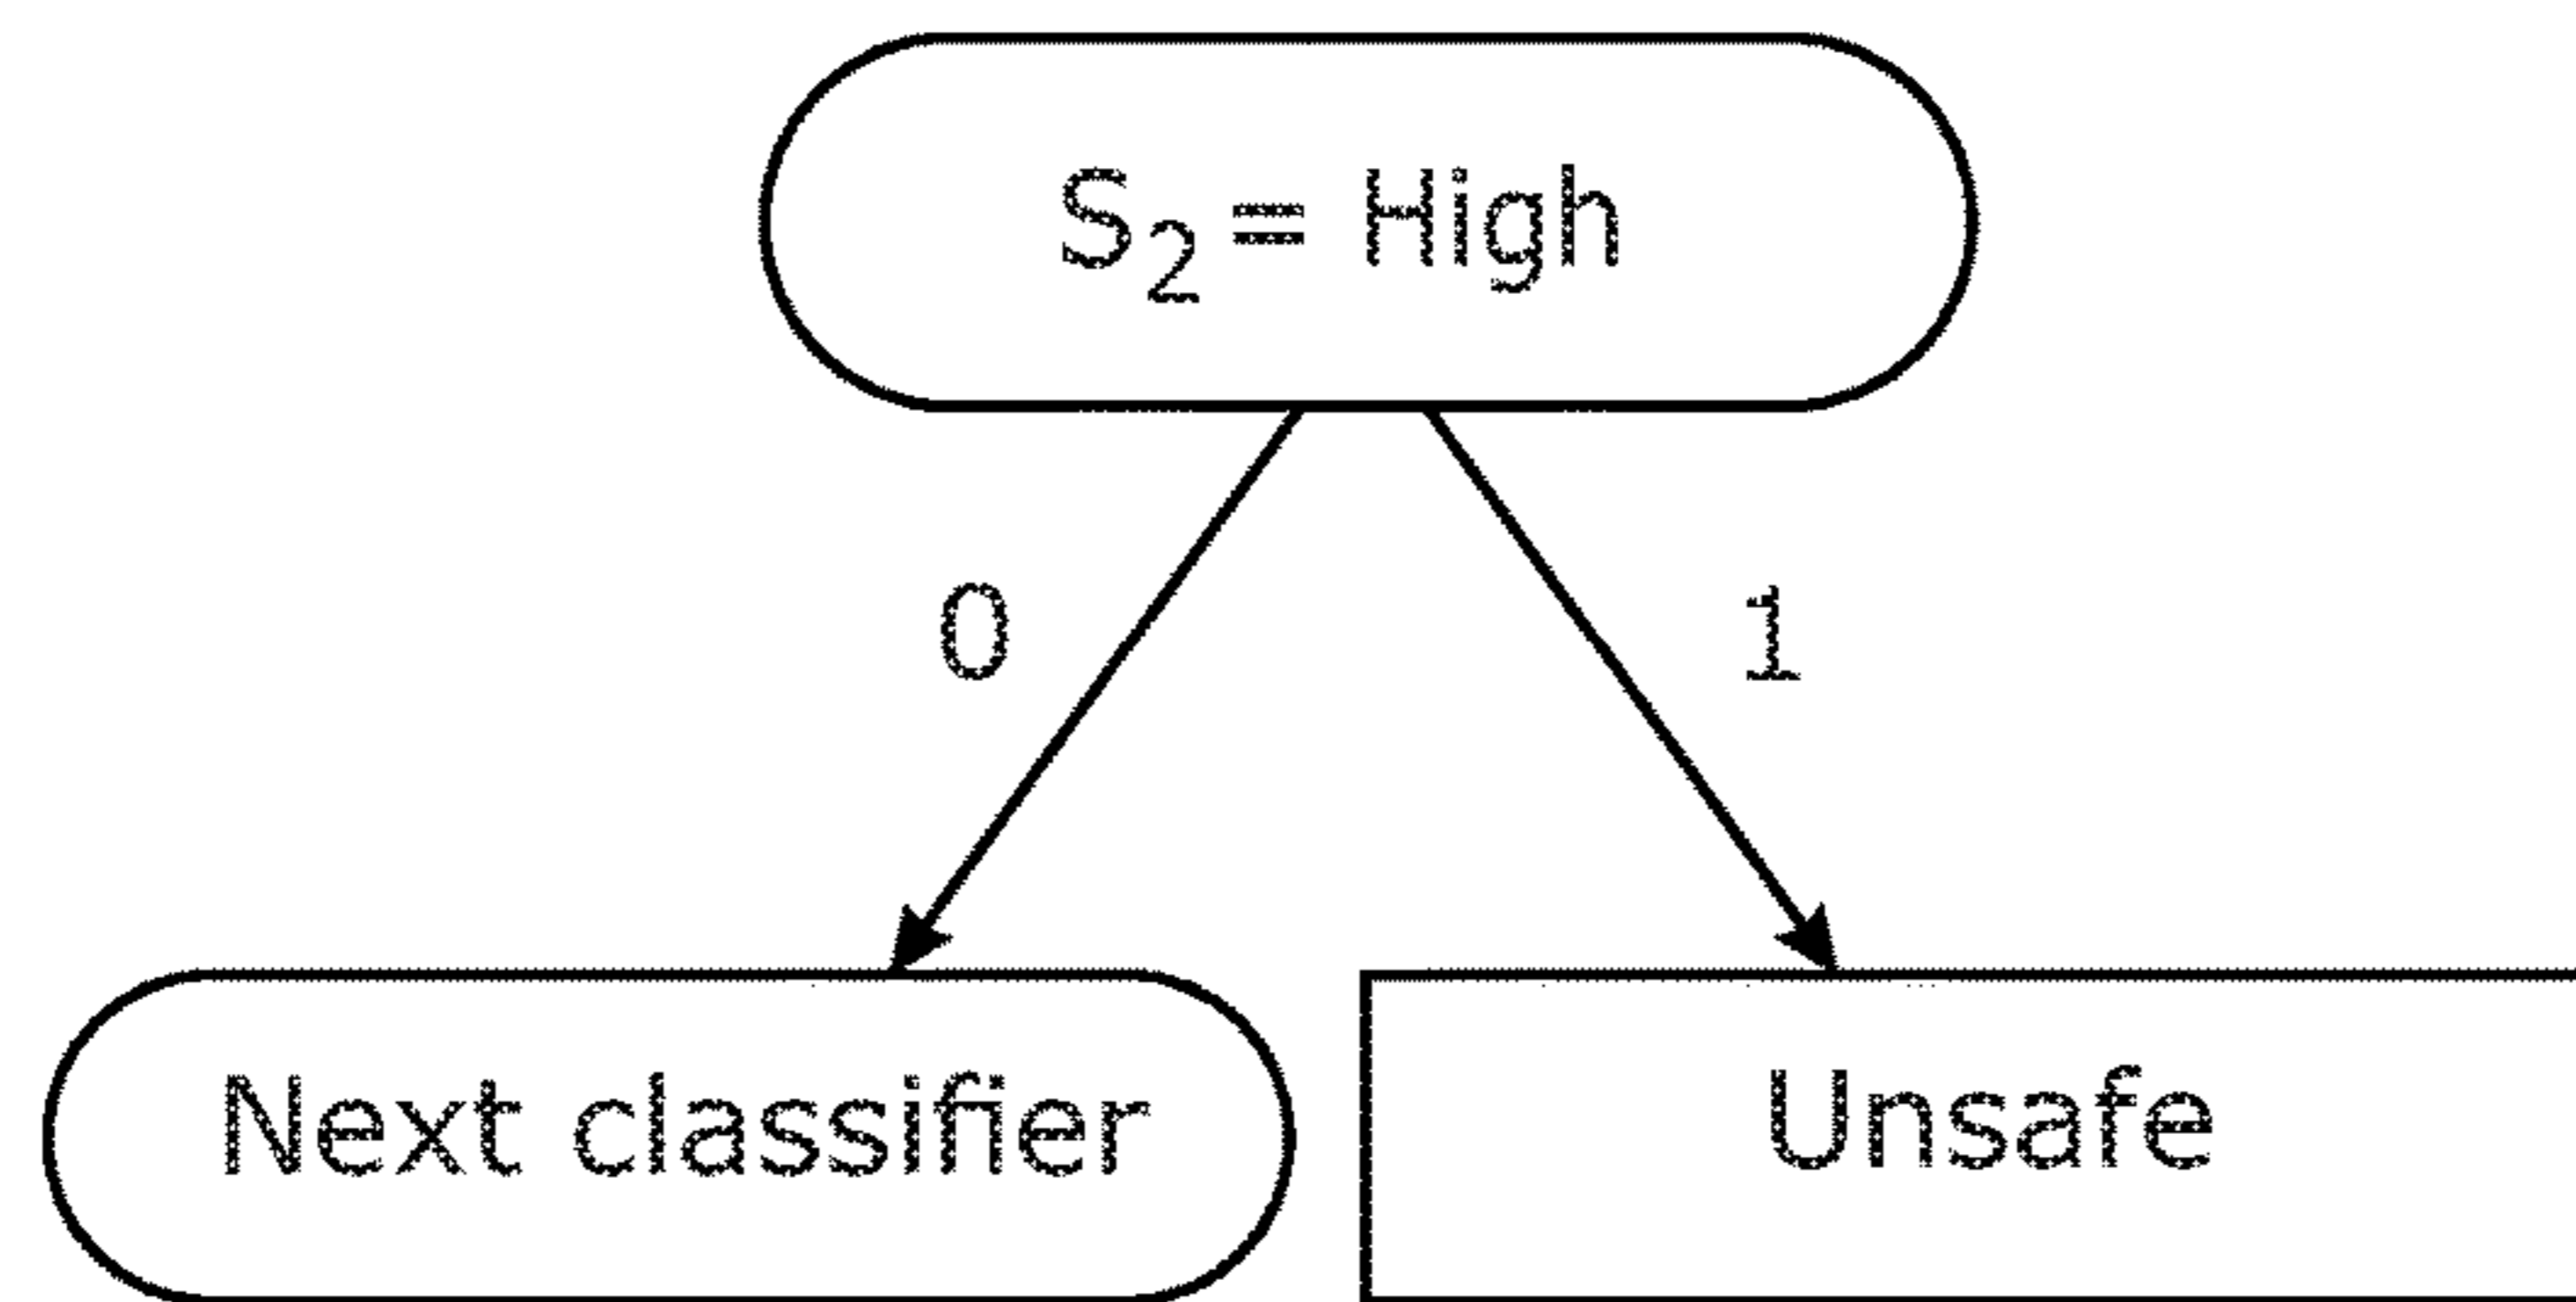 S₂ = High
0
1
Next classifier
Unsafe